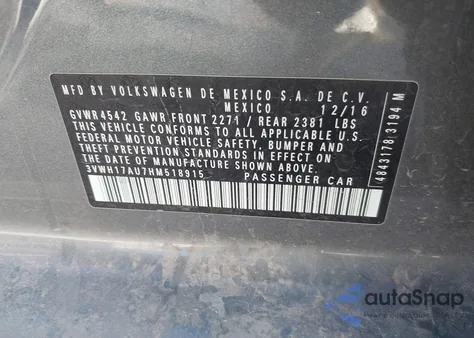 MFD BY VOLKSWAGEN DE MEXICO S.A. DE C.V.
MEXICO 12/16
GVWR 4542 GAWR FRONT 2271 / REAR 2381 LBS
THIS VEHICLE CONFORMS TO ALL APPLICABLE U.S.
FEDERAL MOTOR VEHICLE SAFETY, BUMPER AND
THEFT PREVENTION STANDARDS IN EFFECT ON THE
DATE OF MANUFACTURE SHOWN ABOVE.
3VWH17AU7HM518915
PASSENGER CAR
4843178I3194 M
autoSnap